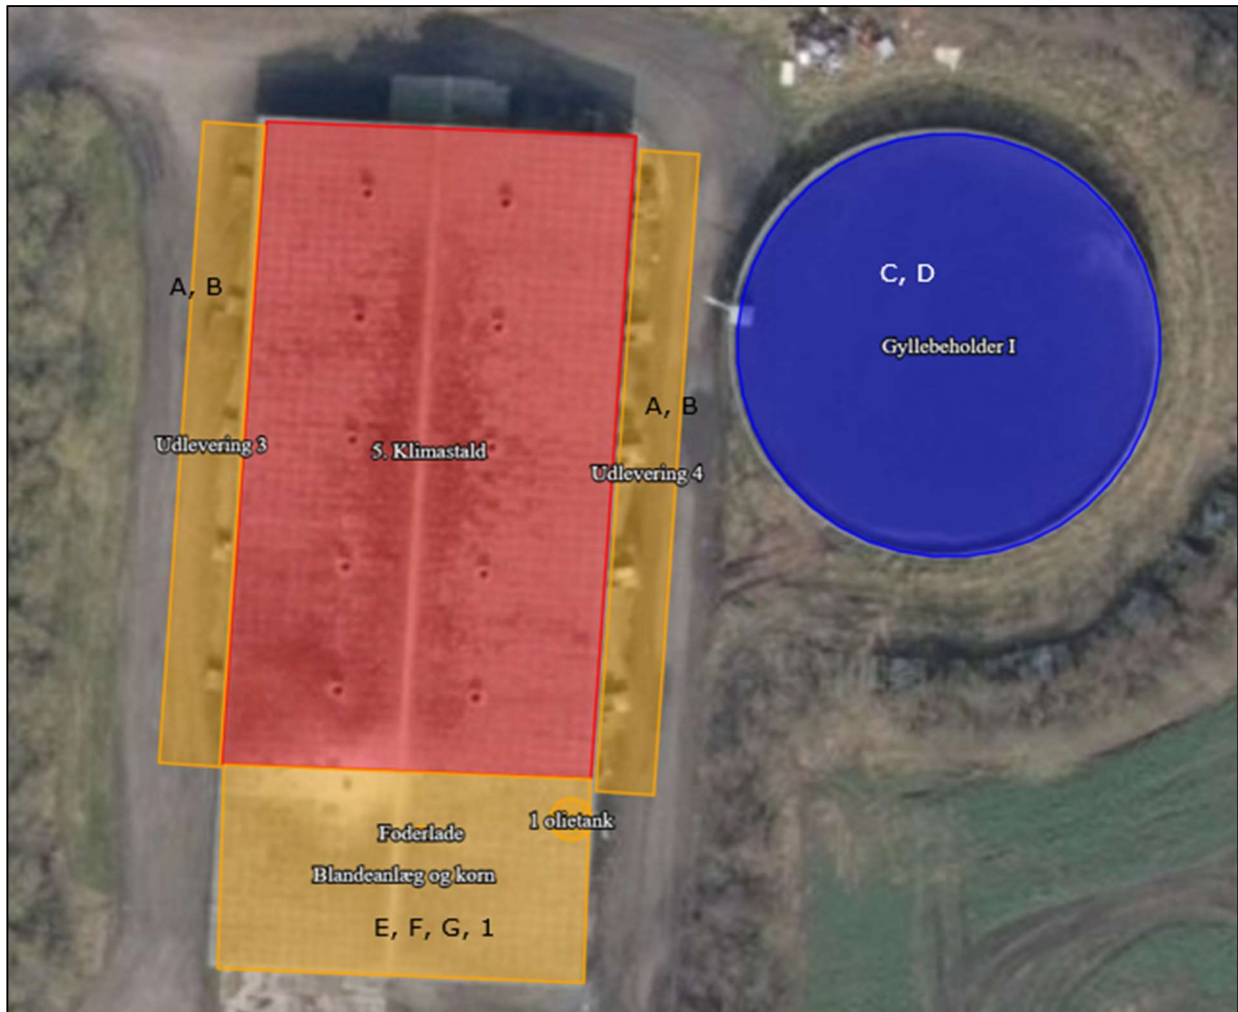 A, B
C, D
Gyllebeholder I
A, B
Udlevering 3
5. Klimastald
Udlevering 4
1 olietank
Foderlade
Blandeanlæg og korn
E, F, G, 1